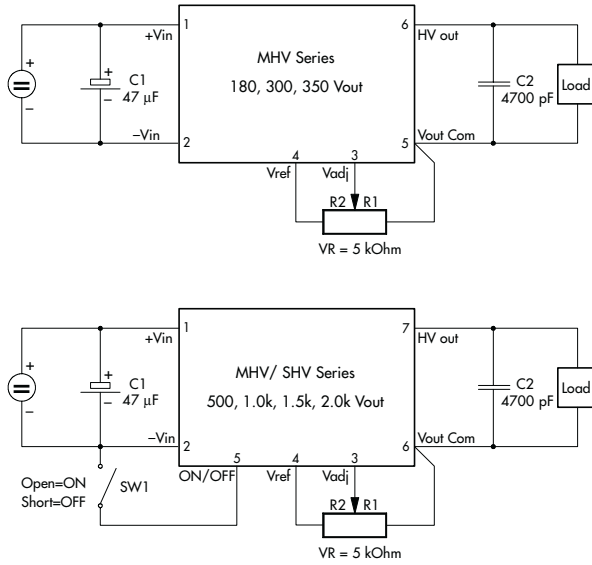 1
+Vin
MHV Series
180, 300, 350 Vout
6
HV out
+
−
C1
47 µF
+
−
C2
4700 pF
Load
−Vin
2
5
Vout Com
4
3
Vref
Vadj
R2
R1
VR = 5 kOhm
1
+Vin
MHV/ SHV Series
500, 1.0k, 1.5k, 2.0k Vout
7
HV out
+
−
C1
47 µF
+
−
C2
4700 pF
Load
−Vin
2
6
Vout Com
5
4
3
ON/OFF
Vref
Vadj
Open=ON
Short=OFF
SW1
R2
R1
VR = 5 kOhm